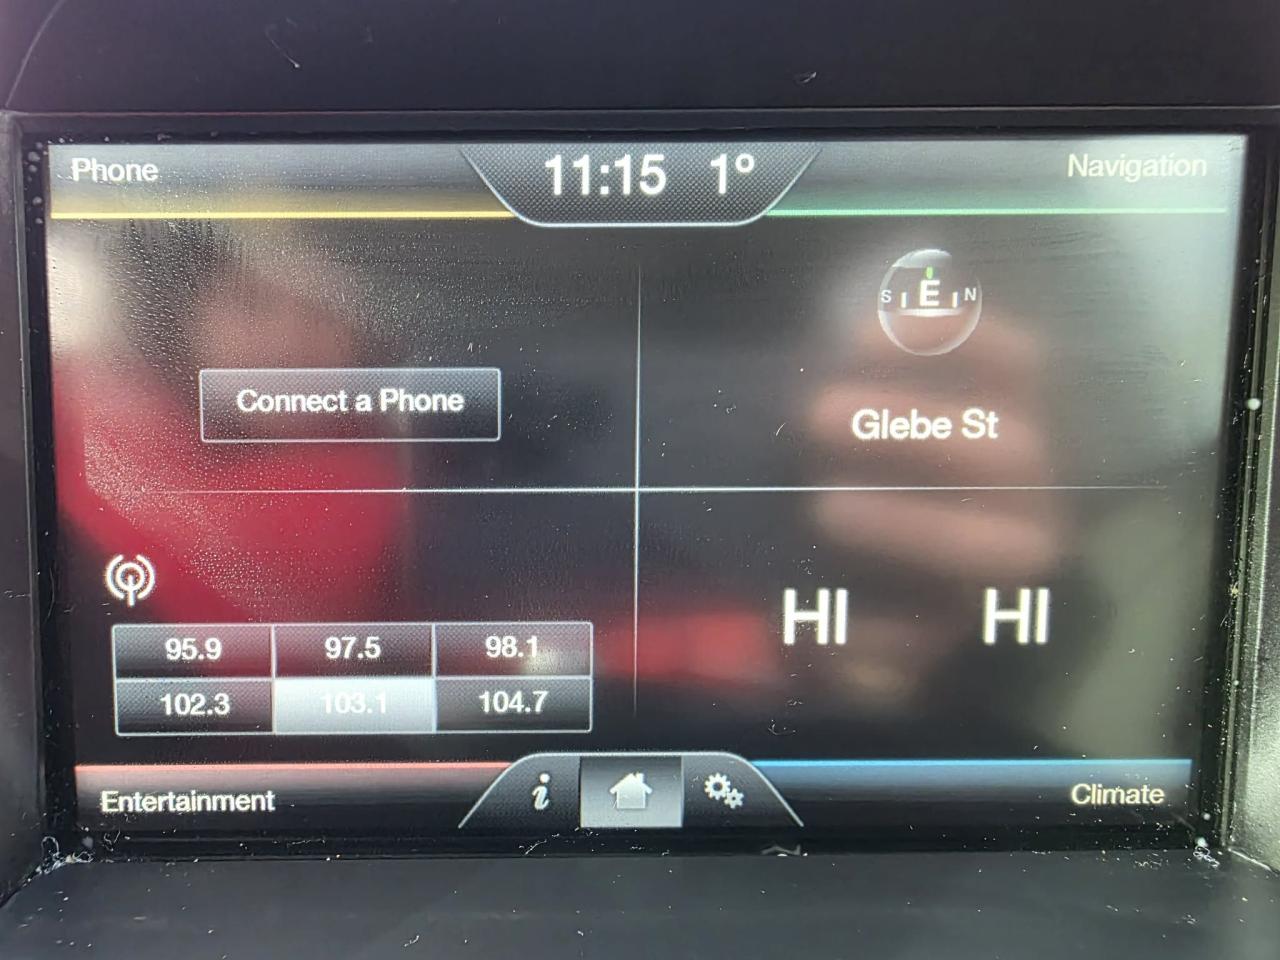 Phone
11:15 1°
Navigation
S E N
Connect a Phone
Glebe St
95.9 97.5 98.1
102.3 103.1 104.7
HI HI
Entertainment
i
Climate